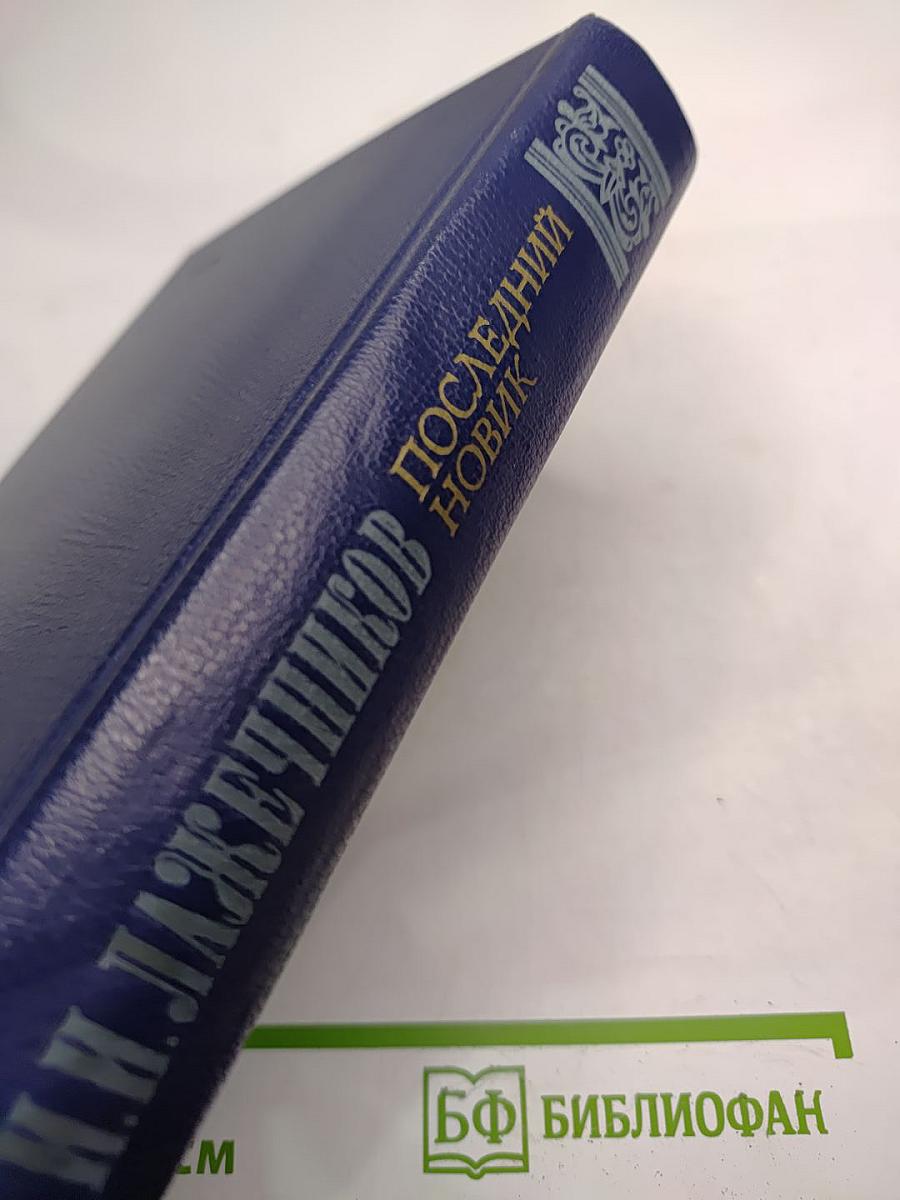 И.И. ЛАЖЕЧНИКОВ
ПОСЛЕДНИЙ
НОВИК
БФ БИБЛИОФАН